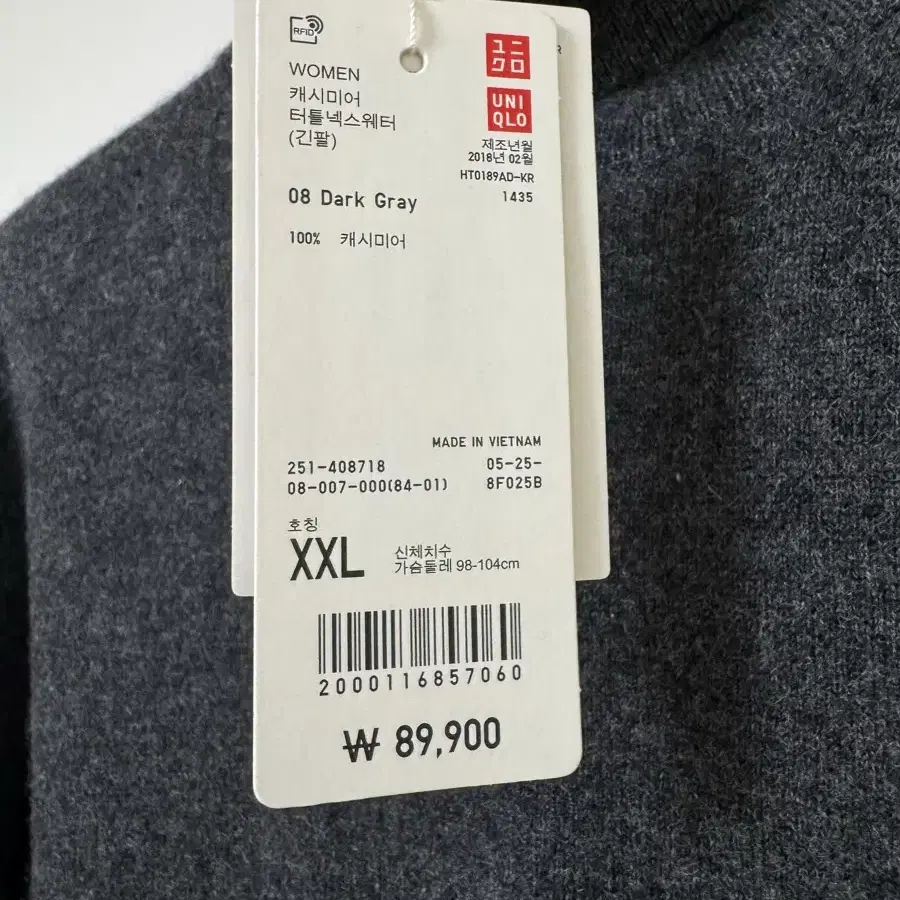 RFID
WOMEN
캐시미어
터틀넥스웨터
(긴팔)
ユニ
クロ
UNI
QLO
제조년월
2018년 02월
HT0189AD-KR
1435
08 Dark Gray
100% 캐시미어
MADE IN VIETNAM
251-408718 05-25-
08-007-000(84-01) 8F025B
호칭
XXL
신체치수
가슴둘레 98-104cm
2000116857060
₩ 89,900
R